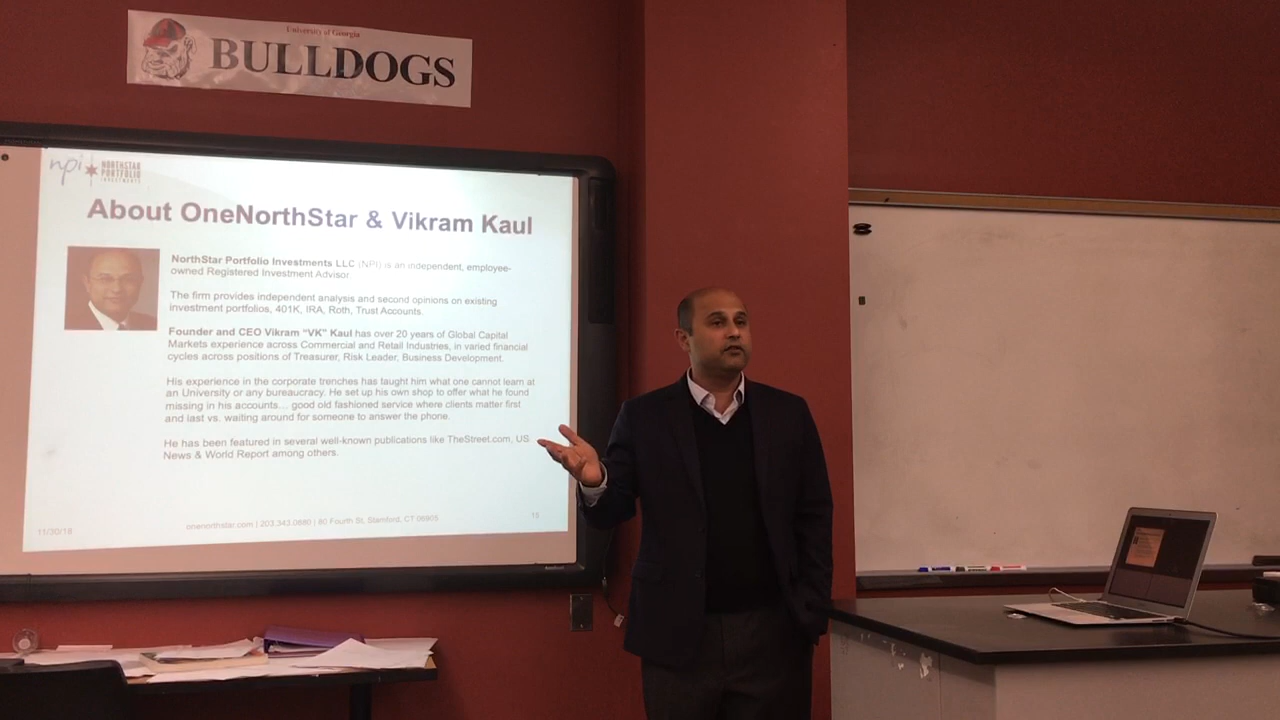 University of Georgia
BULLDOGS
npi
NORTHSTAR
PORTFOLIO
INVESTMENTS
About OneNorthStar & Vikram Kaul
NorthStar Portfolio Investments LLC (NPI) is an independent, employee-
owned Registered Investment Advisor
The firm provides independent analysis and second opinions on existing
investment portfolios, 401K, IRA, Roth, Trust Accounts.
Founder and CEO Vikram "VK" Kaul has over 20 years of Global Capital
Markets experience across Commercial and Retail Industries, in varied financial
cycles across positions of Treasurer, Risk Leader, Business Development.
His experience in the corporate trenches has taught him what one cannot learn at
an University or any bureaucracy. He set up his own shop to offer what he found
missing in his accounts... good old fashioned service where clients matter first
and last vs. waiting around for someone to answer the phone.
He has been featured in several well-known publications like TheStreet.com, US
News & World Report among others.
11/30/18
onenorthstar.com | 203.343.0880 | 80 Fourth St, Stamford, CT 06905
15